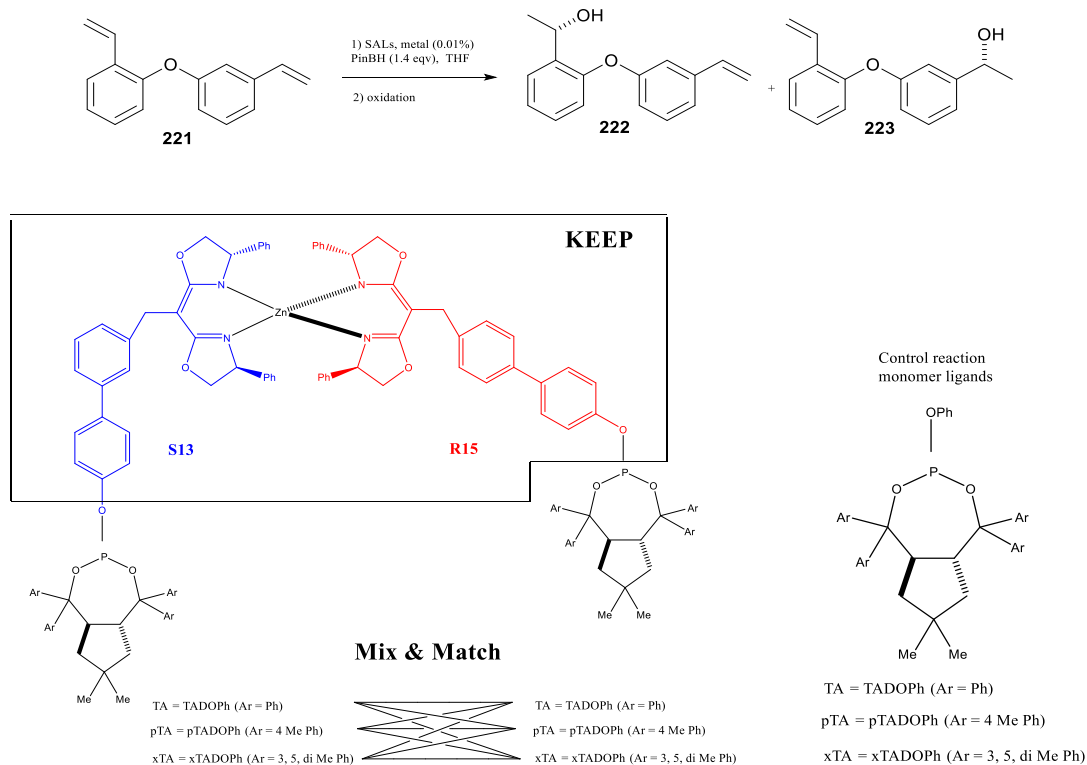 OH
O
221
1) SALs, metal (0.01%)
PinBH (1.4 eqv), THF
2) oxidation
O
222
+
OH
O
223
KEEP
O
Ph
N
N
O
Ph
Zn
Ph
O
N
N
Ph
O
S13
R15
O
O
P
O
O
Ar
Ar
Ar
Ar
Me
Me
P
O
O
Ar
Ar
Ar
Ar
Me
Me
Mix & Match
TA = TADOPh (Ar = Ph)
pTA = pTADOPh (Ar = 4 Me Ph)
xTA = xTADOPh (Ar = 3, 5, di Me Ph)
TA = TADOPh (Ar = Ph)
pTA = pTADOPh (Ar = 4 Me Ph)
xTA = xTADOPh (Ar = 3, 5, di Me Ph)
Control reaction
monomer ligands
OPh
P
O
O
Ar
Ar
Ar
Ar
Me
Me
TA = TADOPh (Ar = Ph)
pTA = pTADOPh (Ar = 4 Me Ph)
xTA = xTADOPh (Ar = 3, 5, di Me Ph)